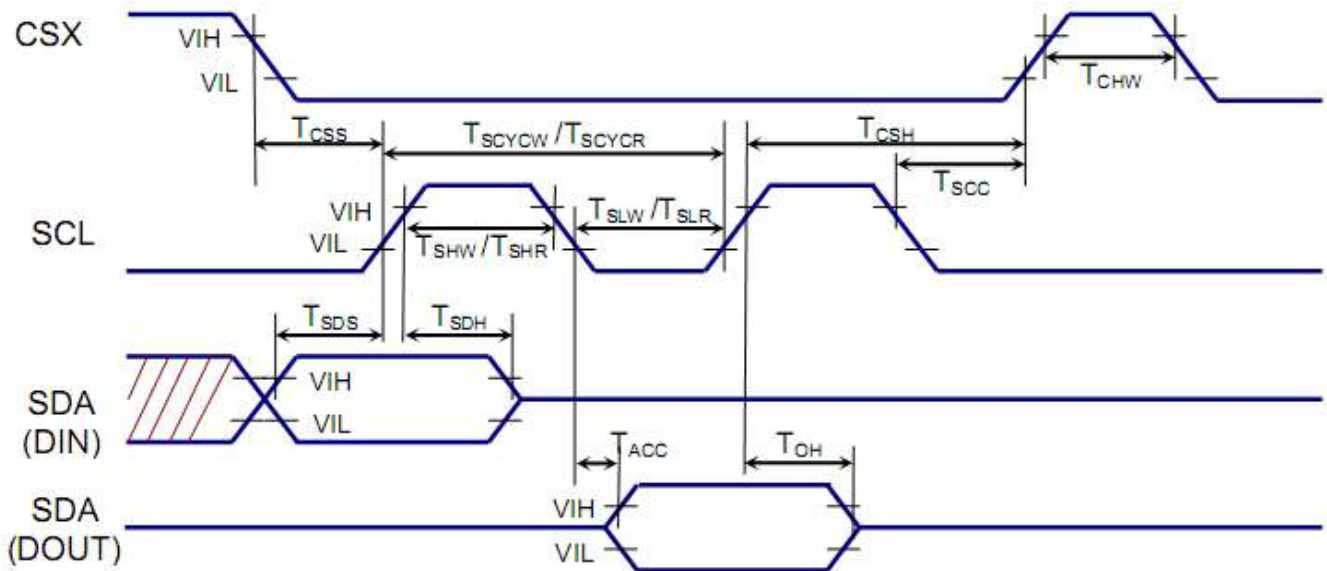 CSX
VIH
VIL
TCHW
TCSS
TSCYCW /TSCYCR
TCSH
TSCC
SCL
VIH
VIL
TSHW /TSHR
TSLW /TSLR
TSDS
TSDH
SDA
(DIN)
VIH
VIL
TACC
TOH
SDA
(DOUT)
VIH
VIL